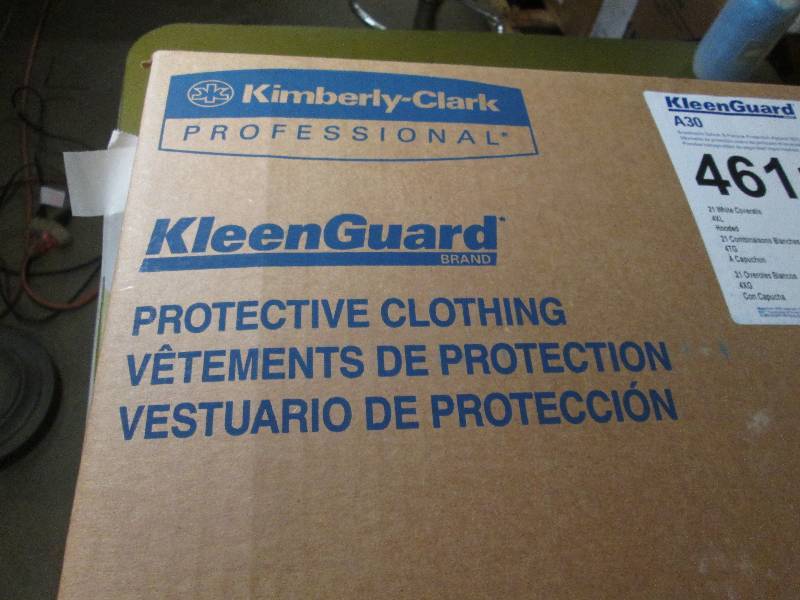 Kimberly-Clark
PROFESSIONAL*
KleenGuard*
BRAND
PROTECTIVE CLOTHING
VÊTEMENTS DE PROTECTION
VESTUARIO DE PROTECCIÓN
KleenGuard
A30
461
21 White Coveralls
4XL
Hooded
21 Combinaisons Blanches
4TG
À Capuchon
21 Overoles Blancos
4XG
Con Capucha